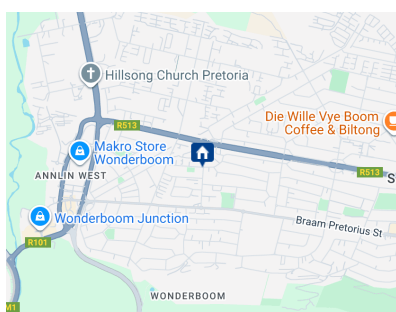 Hillsong Church Pretoria
Die Wille Vye Boom
Coffee & Biltong
R513
Makro Store
Wonderboom
R513
S
ANNLIN WEST
Wonderboom Junction
Braam Pretorius St
R101
WONDERBOOM
M1